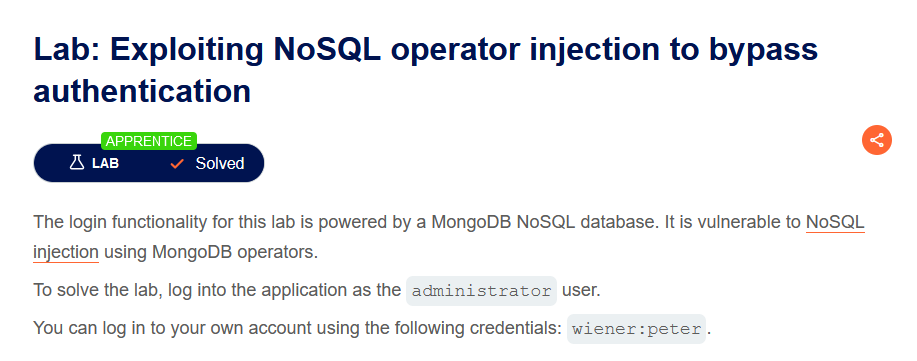 Lab: Exploiting NoSQL operator injection to bypass
authentication
APPRENTICE
LAB Solved
The login functionality for this lab is powered by a MongoDB NoSQL database. It is vulnerable to NoSQL
injection using MongoDB operators.
To solve the lab, log into the application as the administrator user.
You can log in to your own account using the following credentials: wiener:peter.